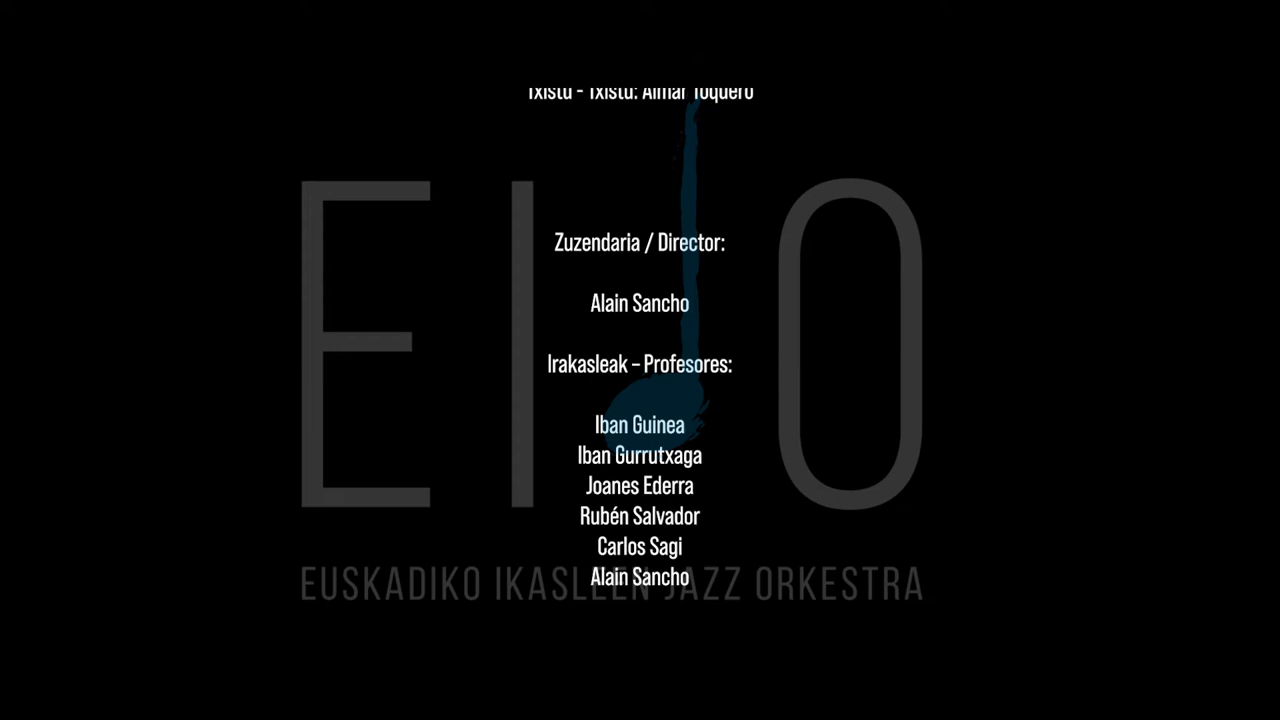 Txistu - Txistu: Aimar Toquero
Zuzendaria / Director:
Alain Sancho
Irakasleak – Profesores:
Iban Guinea
Iban Gurrutxaga
Joanes Ederra
Rubén Salvador
Carlos Sagi
Alain Sancho
EIJO
EUSKADIKO IKASLEEN JAZZ ORKESTRA